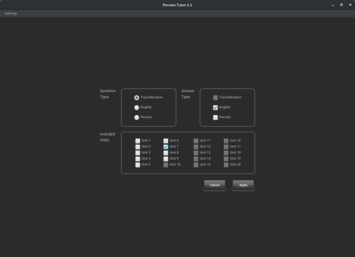 Persian Tutor 3.2
Settings
Question Type
Transliteration
English
Persian
Answer Type
Transliteration
English
Persian
Included Units
Unit 1 Unit 6 Unit 11 Unit 16
Unit 2 Unit 7 Unit 12 Unit 17
Unit 3 Unit 8 Unit 13 Unit 18
Unit 4 Unit 9 Unit 14 Unit 19
Unit 5 Unit 10 Unit 15 Unit 20
Cancel Apply